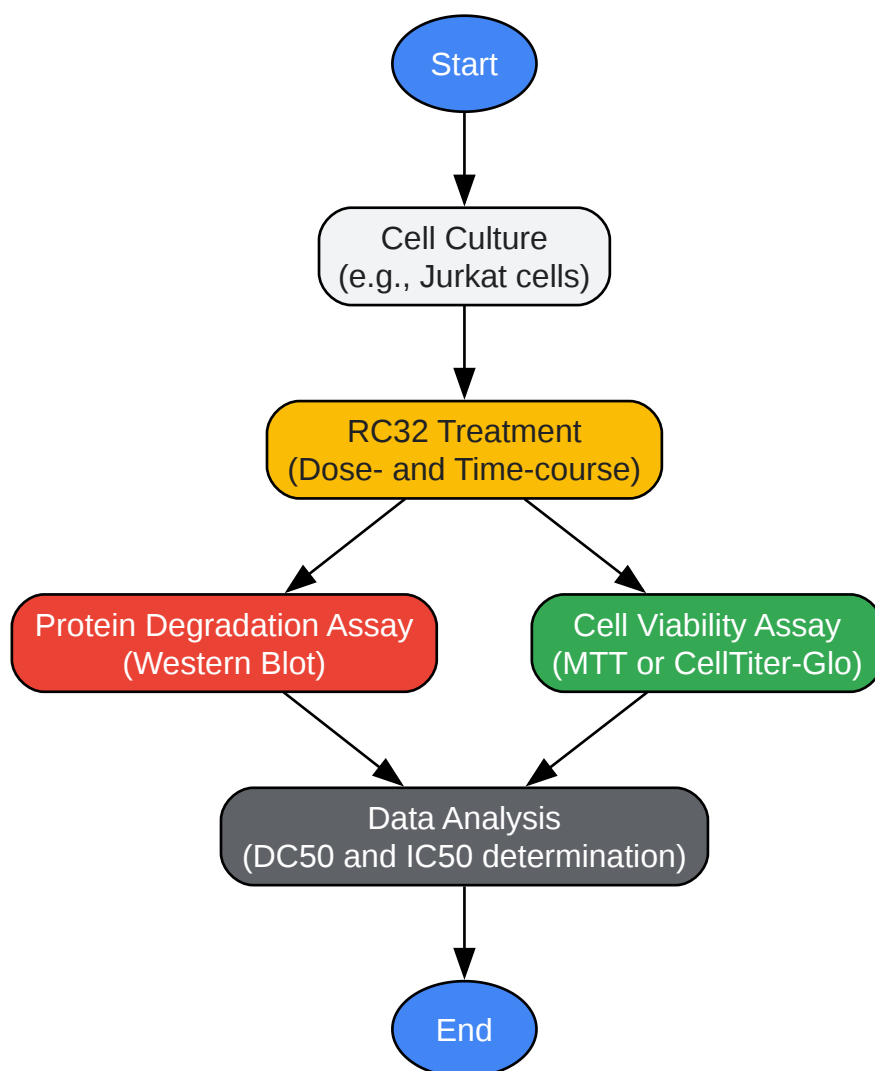 Start
Cell Culture
(e.g., Jurkat cells)
RC32 Treatment
(Dose- and Time-course)
Protein Degradation Assay
(Western Blot)
Cell Viability Assay
(MTT or CellTiter-Glo)
Data Analysis
(DC50 and IC50 determination)
End